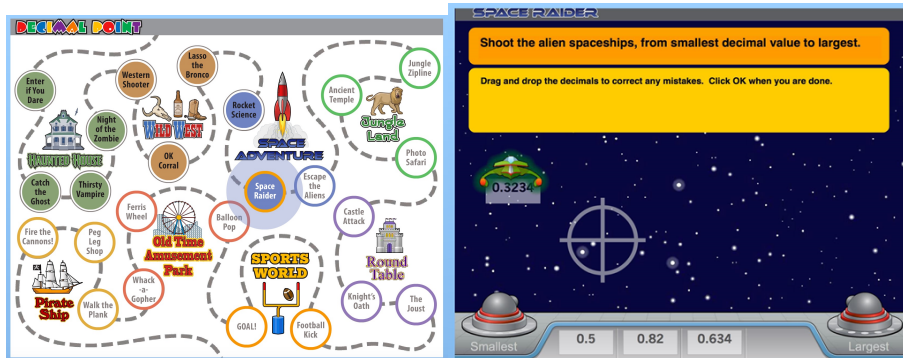 DECIMAL POINT
Enter
if You
Dare
Western
Shooter
Lasso
the
Bronco
Night
of the
Zombie
HAUNTED HOUSE
Catch
the
Ghost
Thirsty
Vampire
WILD WEST
OK
Corral
Rocket
Science
SPACE
ADVENTURE
Space
Raider
Escape
the
Aliens
Jungle
Zipline
Ancient
Temple
Jungle
Land
Photo
Safari
Ferris
Wheel
Balloon
Pop
Old Time
Amusement
Park
Whack
-a-
Gopher
Fire the
Cannons!
Peg
Leg
Shop
Pirate
Ship
Walk the
Plank
SPORTS
WORLD
GOAL!
Football
Kick
Castle
Attack
Round
Table
Knight's
Oath
The
Joust
SPACE RAIDER
Shoot the alien spaceships, from smallest decimal value to largest.
Drag and drop the decimals to correct any mistakes. Click OK when you are done.
0.3234
Smallest
0.5
0.82
0.634
Largest